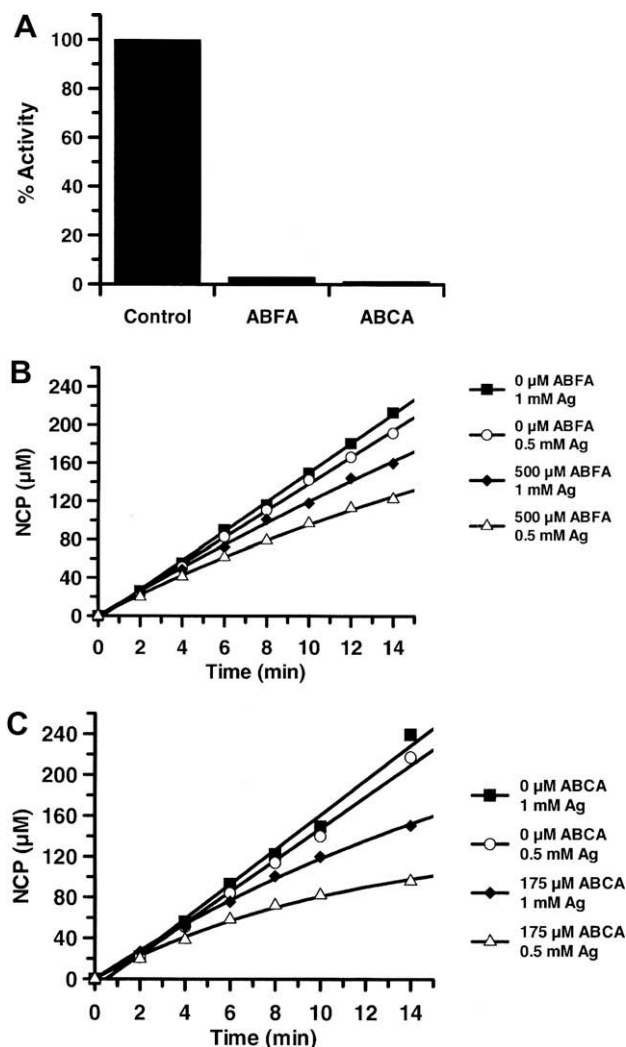 A
% Activity
100
80
60
40
20
0
Control ABFA ABCA
B
NCP (µM)
240
200
160
120
80
40
0
0 2 4 6 8 10 12 14
Time (min)
0 µM ABFA
1 mM Ag
0 µM ABFA
0.5 mM Ag
500 µM ABFA
1 mM Ag
500 µM ABFA
0.5 mM Ag
C
NCP (µM)
240
200
160
120
80
40
0
0 2 4 6 8 10 12 14
Time (min)
0 µM ABCA
1 mM Ag
0 µM ABCA
0.5 mM Ag
175 µM ABCA
1 mM Ag
175 µM ABCA
0.5 mM Ag